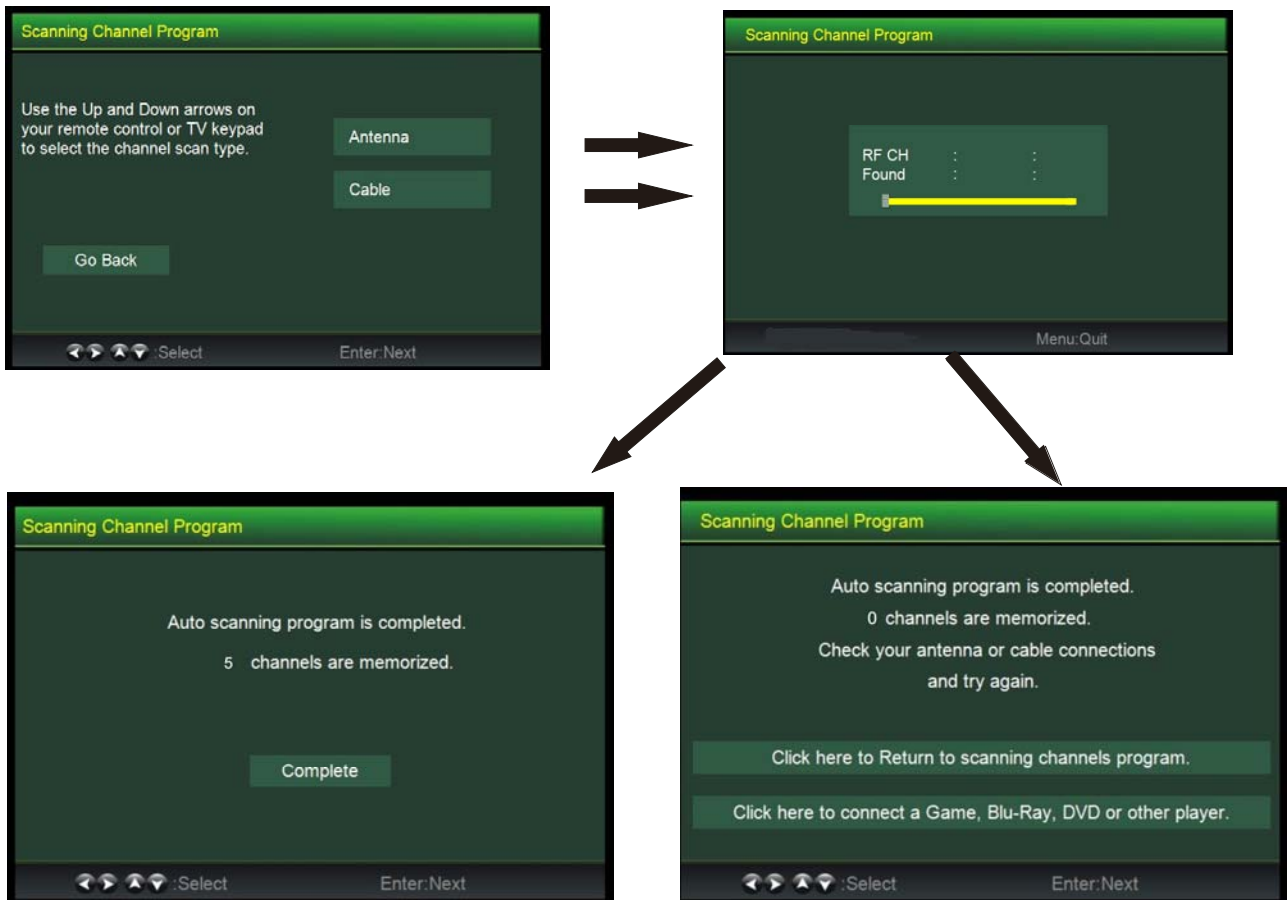 Scanning Channel Program
Use the Up and Down arrows on
your remote control or TV keypad
to select the channel scan type.
Antenna
Cable
Go Back
:Select
Enter:Next
Scanning Channel Program
RF CH : :
Found : :
Menu:Quit
Scanning Channel Program
Auto scanning program is completed.
5 channels are memorized.
Complete
:Select
Enter:Next
Scanning Channel Program
Auto scanning program is completed.
0 channels are memorized.
Check your antenna or cable connections
and try again.
Click here to Return to scanning channels program.
Click here to connect a Game, Blu-Ray, DVD or other player.
:Select
Enter:Next